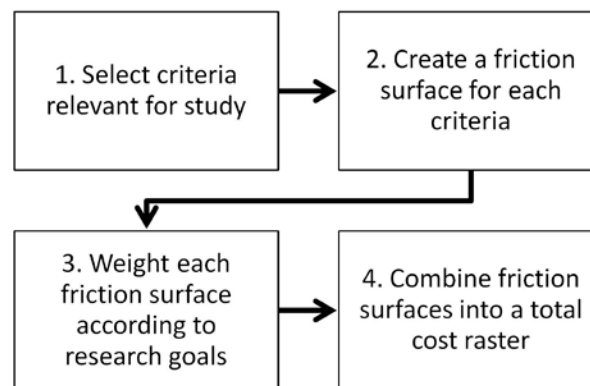 1. Select criteria
relevant for study
2. Create a friction
surface for each
criteria
3. Weight each
friction surface
according to
research goals
4. Combine friction
surfaces into a total
cost raster